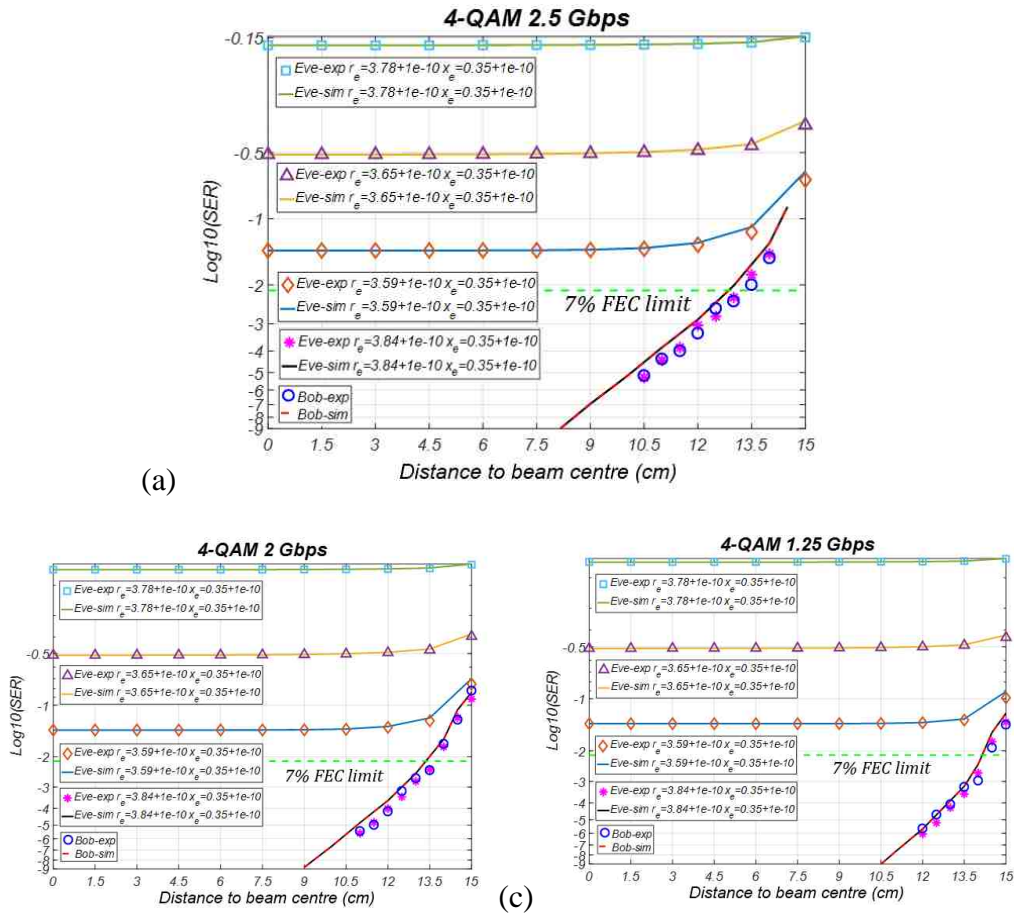 4-QAM 2.5 Gbps
-0.15
Eve-exp r_e=3.78+1e-10 x_e=0.35+1e-10
Eve-sim r_e=3.78+1e-10 x_e=0.35+1e-10
-0.5
Eve-exp r_e=3.65+1e-10 x_e=0.35+1e-10
Eve-sim r_e=3.65+1e-10 x_e=0.35+1e-10
-1
Eve-exp r_e=3.59+1e-10 x_e=0.35+1e-10
Eve-sim r_e=3.59+1e-10 x_e=0.35+1e-10
-2
7% FEC limit
-3
Eve-exp r_e=3.84+1e-10 x_e=0.35+1e-10
Eve-sim r_e=3.84+1e-10 x_e=0.35+1e-10
-4
-5
-6
-7
-8
-9
Bob-exp
Bob-sim
Log10(SER)
0 1.5 3 4.5 6 7.5 9 10.5 12 13.5 15
Distance to beam centre (cm)
(a)
4-QAM 2 Gbps
Eve-exp r_e=3.78+1e-10 x_e=0.35+1e-10
Eve-sim r_e=3.78+1e-10 x_e=0.35+1e-10
-0.5
Eve-exp r_e=3.65+1e-10 x_e=0.35+1e-10
Eve-sim r_e=3.65+1e-10 x_e=0.35+1e-10
-1
Eve-exp r_e=3.59+1e-10 x_e=0.35+1e-10
Eve-sim r_e=3.59+1e-10 x_e=0.35+1e-10
-2
7% FEC limit
-3
Eve-exp r_e=3.84+1e-10 x_e=0.35+1e-10
Eve-sim r_e=3.84+1e-10 x_e=0.35+1e-10
-4
-5
-6
-7
-8
-9
Bob-exp
Bob-sim
Log10(SER)
0 1.5 3 4.5 6 7.5 9 10.5 12 13.5 15
Distance to beam centre (cm)
(c)
4-QAM 1.25 Gbps
Eve-exp r_e=3.78+1e-10 x_e=0.35+1e-10
Eve-sim r_e=3.78+1e-10 x_e=0.35+1e-10
-0.5
Eve-exp r_e=3.65+1e-10 x_e=0.35+1e-10
Eve-sim r_e=3.65+1e-10 x_e=0.35+1e-10
-1
Eve-exp r_e=3.59+1e-10 x_e=0.35+1e-10
Eve-sim r_e=3.59+1e-10 x_e=0.35+1e-10
-2
7% FEC limit
-3
Eve-exp r_e=3.84+1e-10 x_e=0.35+1e-10
Eve-sim r_e=3.84+1e-10 x_e=0.35+1e-10
-4
-5
-6
-7
-8
-9
Bob-exp
Bob-sim
Log10(SER)
0 1.5 3 4.5 6 7.5 9 10.5 12 13.5 15
Distance to beam centre (cm)